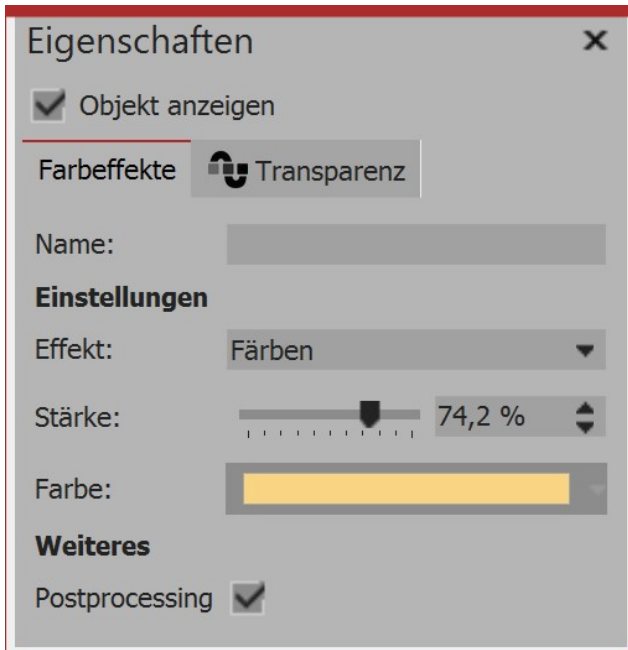 Eigenschaften
Objekt anzeigen
Farbeffekte Transparenz
Name:
Einstellungen
Effekt: Färben
Stärke: 74,2 %
Farbe:
Weiteres
Postprocessing